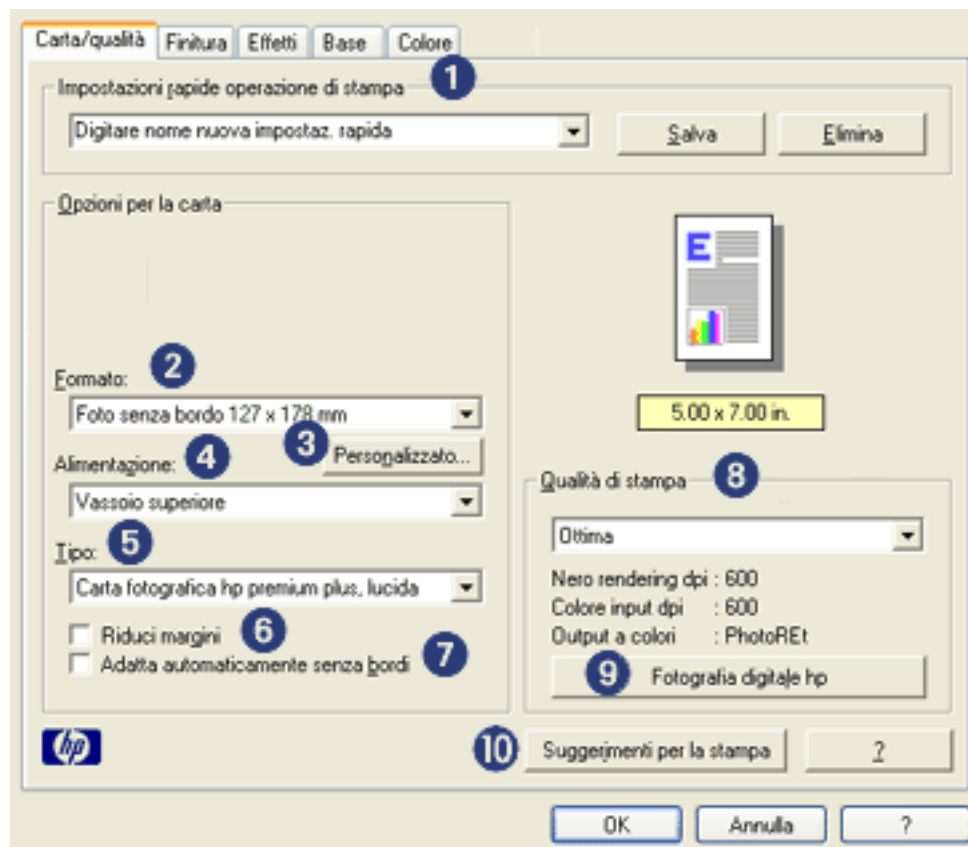 Carta/qualità Finitura Effetti Base Colore
Impostazioni rapide operazione di stampa 1
Digitare nome nuova impostaz. rapida Salva Elimina
Opzioni per la carta
E
Formato: 2
Foto senza bordo 127 x 178 mm
5.00 x 7.00 in.
3 Personalizzato...
Alimentazione: 4
Vassoio superiore
Qualità di stampa 8
Ottima
Tipo: 5
Carta fotografica hp premium plus, lucida
Nero rendering dpi : 600
Colore input dpi : 600
Output a colori : PhotoREt
Riduci margini 6
Adatta automaticamente senza bordi 7
9 Fotografia digitale hp
hp
10 Suggerimenti per la stampa ?
OK Annulla ?